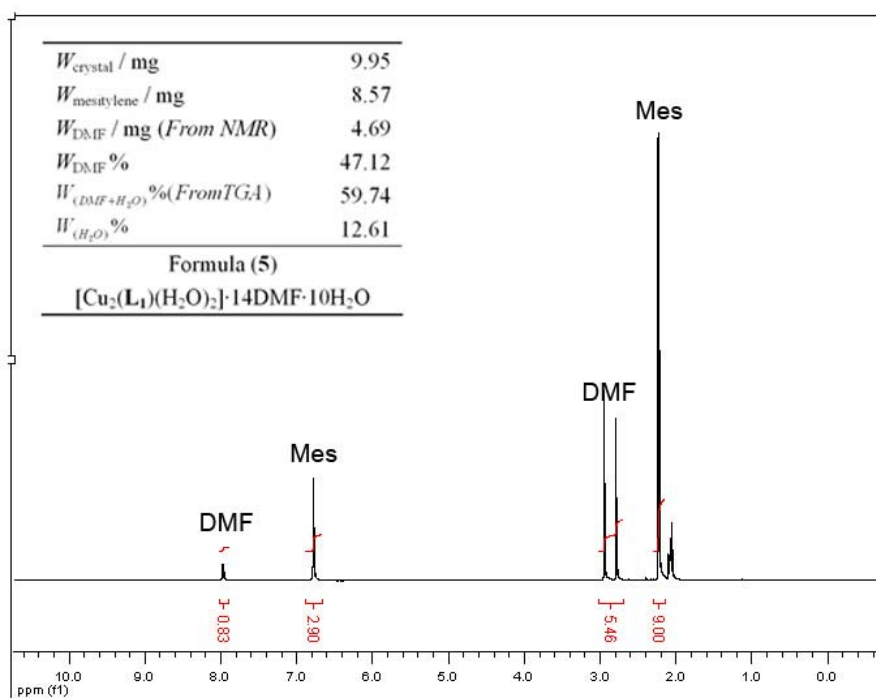 W_crystal / mg 9.95
W_mesitylene / mg 8.57
W_DMF / mg (From NMR) 4.69
W_DMF% 47.12
W_(DMF+H₂O)%(FromTGA) 59.74
W_(H₂O)% 12.61
Formula (5)
[Cu₂(L₁)(H₂O)₂]·14DMF·10H₂O
Mes
DMF
Mes
DMF
0.83
2.90
5.46
9.00
10.0 9.0 8.0 7.0 6.0 5.0 4.0 3.0 2.0 1.0 0.0
ppm (f1)